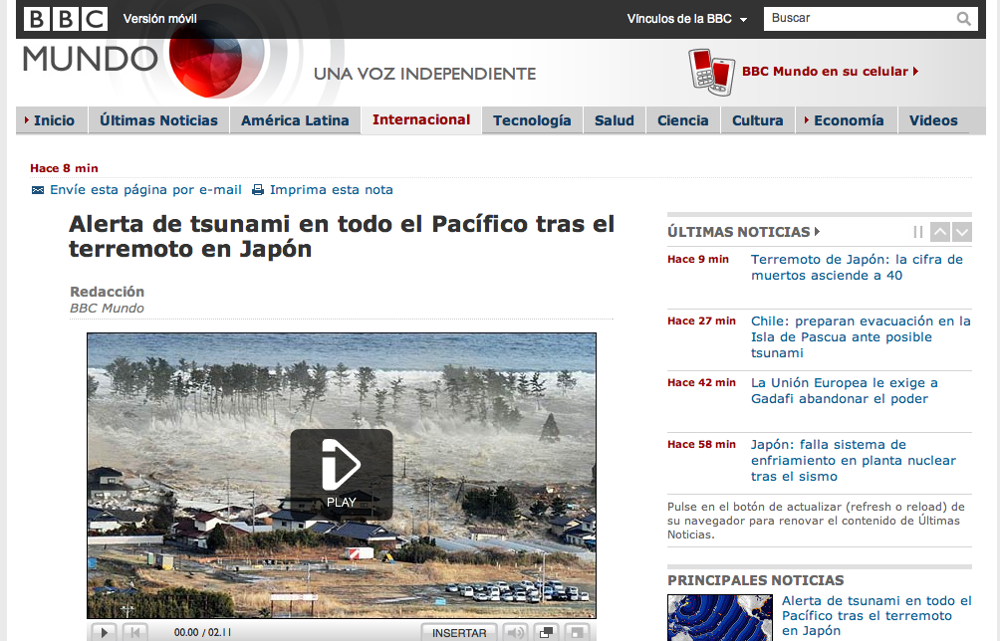 BBC Versión móvil Vínculos de la BBC Buscar
MUNDO
UNA VOZ INDEPENDIENTE
BBC Mundo en su celular
Inicio Últimas Noticias América Latina Internacional Tecnología Salud Ciencia Cultura Economía Videos
Hace 8 min
Envíe esta página por e-mail Imprima esta nota
Alerta de tsunami en todo el Pacífico tras el
terremoto en Japón
Redacción
BBC Mundo
PLAY
00.00 / 02.11 INSERTAR
ÚLTIMAS NOTICIAS
Hace 9 min Terremoto de Japón: la cifra de
muertos asciende a 40
Hace 27 min Chile: preparan evacuación en la
Isla de Pascua ante posible
tsunami
Hace 42 min La Unión Europea le exige a
Gadafi abandonar el poder
Hace 58 min Japón: falla sistema de
enfriamiento en planta nuclear
tras el sismo
Pulse en el botón de actualizar (refresh o reload) de
su navegador para renovar el contenido de Últimas
Noticias.
PRINCIPALES NOTICIAS
Alerta de tsunami en todo el
Pacífico tras el terremoto
en Japón